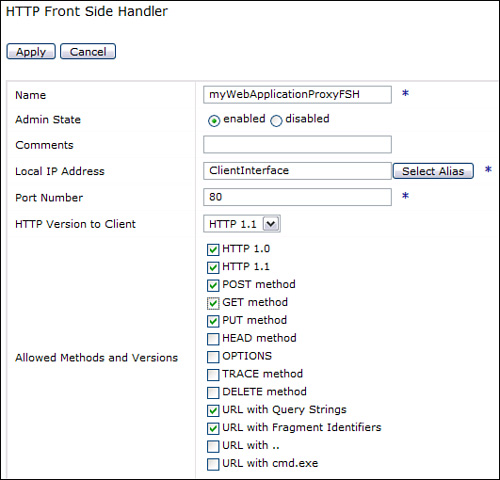 HTTP Front Side Handler
Apply Cancel
Name myWebApplicationProxyFSH *
Admin State enabled disabled
Comments
Local IP Address ClientInterface Select Alias *
Port Number 80 *
HTTP Version to Client HTTP 1.1
HTTP 1.0
HTTP 1.1
POST method
GET method
PUT method
HEAD method
Allowed Methods and Versions OPTIONS
TRACE method
DELETE method
URL with Query Strings
URL with Fragment Identifiers
URL with ..
URL with cmd.exe